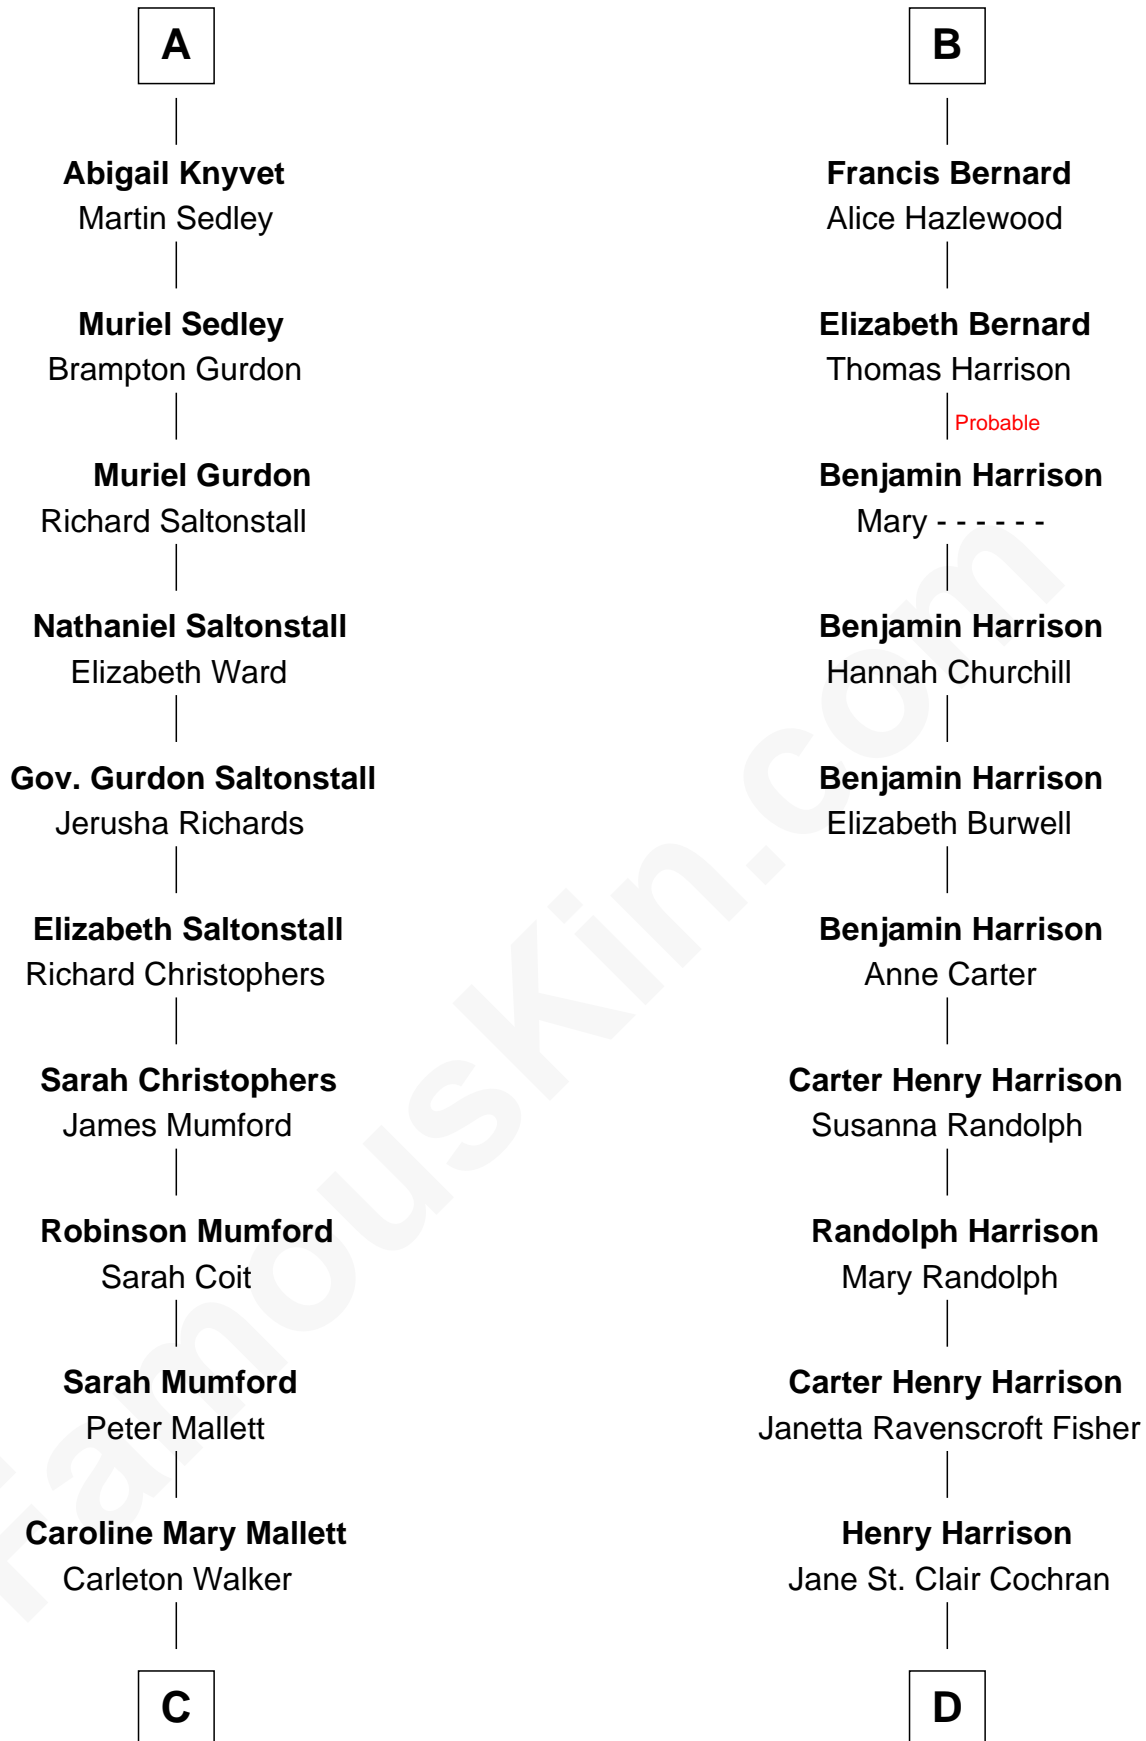 A
Abigail Knyvet
Martin Sedley
Muriel Sedley
Brampton Gurdon
Muriel Gurdon
Richard Saltonstall
Nathaniel Saltonstall
Elizabeth Ward
Gov. Gurdon Saltonstall
Jerusha Richards
Elizabeth Saltonstall
Richard Christophers
Sarah Christophers
James Mumford
Robinson Mumford
Sarah Coit
Sarah Mumford
Peter Mallett
Caroline Mary Mallett
Carleton Walker
C
B
Francis Bernard
Alice Hazlewood
Elizabeth Bernard
Thomas Harrison
Probable
Benjamin Harrison
Mary - - - - - -
Benjamin Harrison
Hannah Churchill
Benjamin Harrison
Elizabeth Burwell
Benjamin Harrison
Anne Carter
Carter Henry Harrison
Susanna Randolph
Randolph Harrison
Mary Randolph
Carter Henry Harrison
Janetta Ravenscroft Fisher
Henry Harrison
Jane St. Clair Cochran
D
FamousKin.com